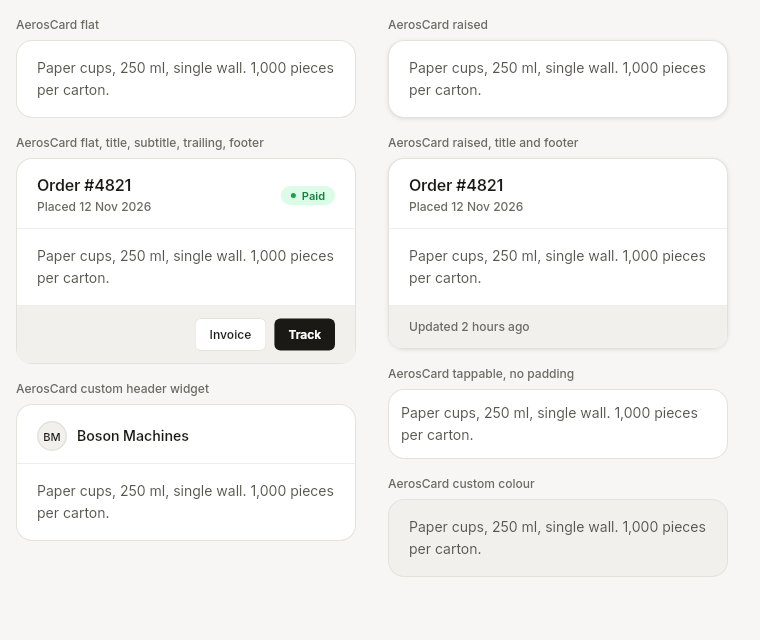 AerosCard flat
Paper cups, 250 ml, single wall. 1,000 pieces
per carton.
AerosCard flat, title, subtitle, trailing, footer
Order #4821
Placed 12 Nov 2026
Paid
Paper cups, 250 ml, single wall. 1,000 pieces
per carton.
Invoice
Track
AerosCard custom header widget
BM
Boson Machines
Paper cups, 250 ml, single wall. 1,000 pieces
per carton.
AerosCard raised
Paper cups, 250 ml, single wall. 1,000 pieces
per carton.
AerosCard raised, title and footer
Order #4821
Placed 12 Nov 2026
Paper cups, 250 ml, single wall. 1,000 pieces
per carton.
Updated 2 hours ago
AerosCard tappable, no padding
Paper cups, 250 ml, single wall. 1,000 pieces
per carton.
AerosCard custom colour
Paper cups, 250 ml, single wall. 1,000 pieces
per carton.